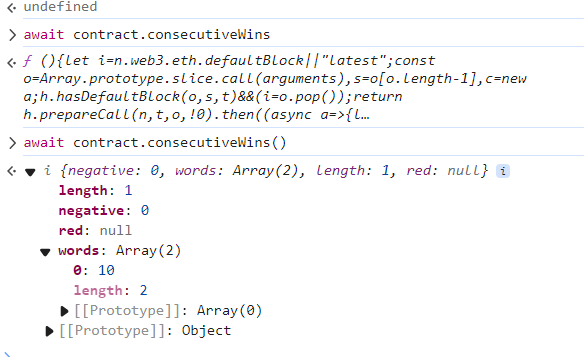 undefined
await contract.consecutiveWins
ƒ (){let i=n.web3.eth.defaultBlock||"latest";const
o=Array.prototype.slice.call(arguments),s=o[o.length-1],c=new
a;h.hasDefaultBlock(o,s,t)&&(i=o.pop());return
h.prepareCall(n,t,o,!0).then((async a=>{l…
await contract.consecutiveWins()
i {negative: 0, words: Array(2), length: 1, red: null} i
length: 1
negative: 0
red: null
words: Array(2)
0: 10
length: 2
[[Prototype]]: Array(0)
[[Prototype]]: Object